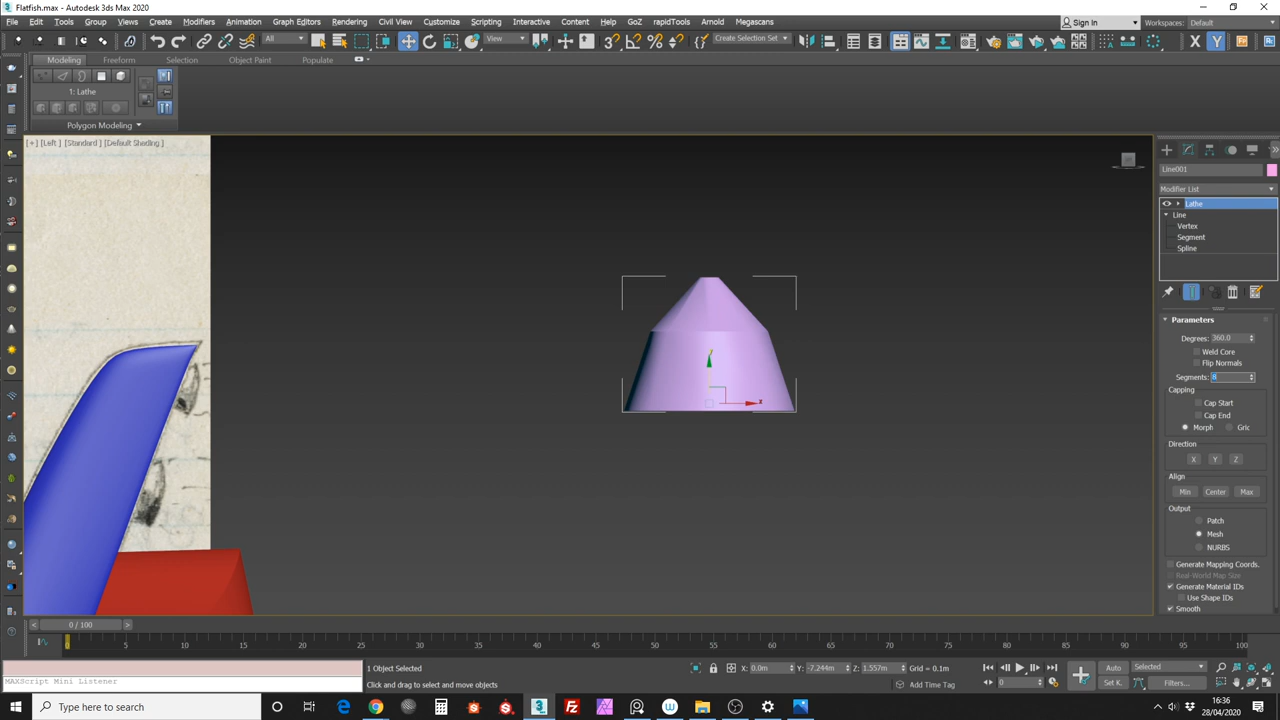 Flatfish.max - Autodesk 3ds Max 2020
File Edit Tools Group Views Create Modifiers Animation Graph Editors Rendering Civil View Customize Scripting Interactive Content Help GoZ rapidTools Arnold Megascans
Sign In Workspaces: Default
All View Create Selection Set
Modeling Freeform Selection Object Paint Populate
1: Lathe
Polygon Modeling
[+] [Left ] [Standard ] [Default Shading ]
Line001
Modifier List
Lathe
Line
Vertex
Segment
Spline
Parameters
Degrees: 360.0
Weld Core
Flip Normals
Segments: 8
Capping
Cap Start
Cap End
Morph Gric
Direction
X Y Z
Align
Min Center Max
Output
Patch
Mesh
NURBS
Generate Mapping Coords.
Real-World Map Size
Generate Material IDs
Use Shape IDs
Smooth
x
0 / 100
0 5 10 15 20 25 30 35 40 45 50 55 60 65 70 75 80 85 90 95 100
1 Object Selected X: 0.0m Y: -7.244m Z: 1.557m Grid = 0.1m Auto Selected
MAXScript Mini Listener Click and drag to select and move objects Add Time Tag 0 Set K. Filters...
Type here to search
16:36
28/04/2020